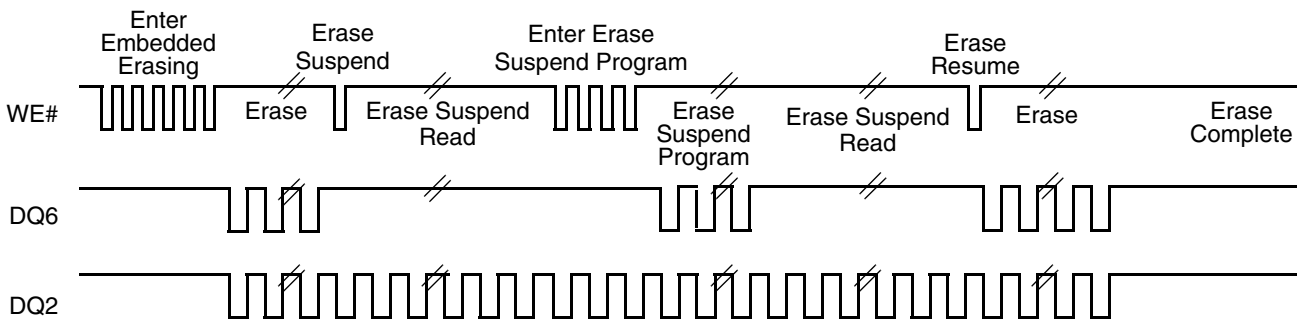 Enter
Embedded
Erasing
Erase
Suspend
Enter Erase
Suspend Program
Erase
Resume
WE#
Erase
Erase Suspend
Read
Erase
Suspend
Program
Erase Suspend
Read
Erase
Erase
Complete
DQ6
DQ2